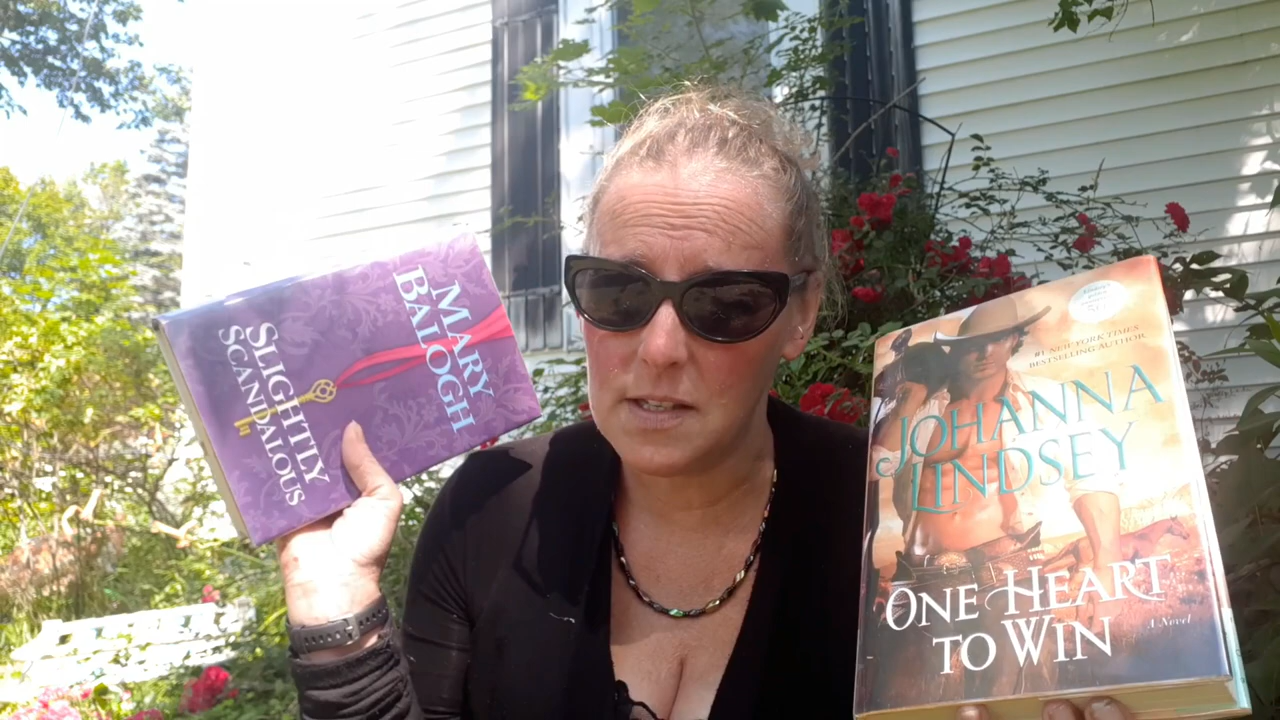 MARY
BALOGH
SLIGHTLY
SCANDALOUS
#1 NEW YORK TIMES
BESTSELLING AUTHOR
JOHANNA
LINDSEY
ONE HEART
TO WIN
A Novel